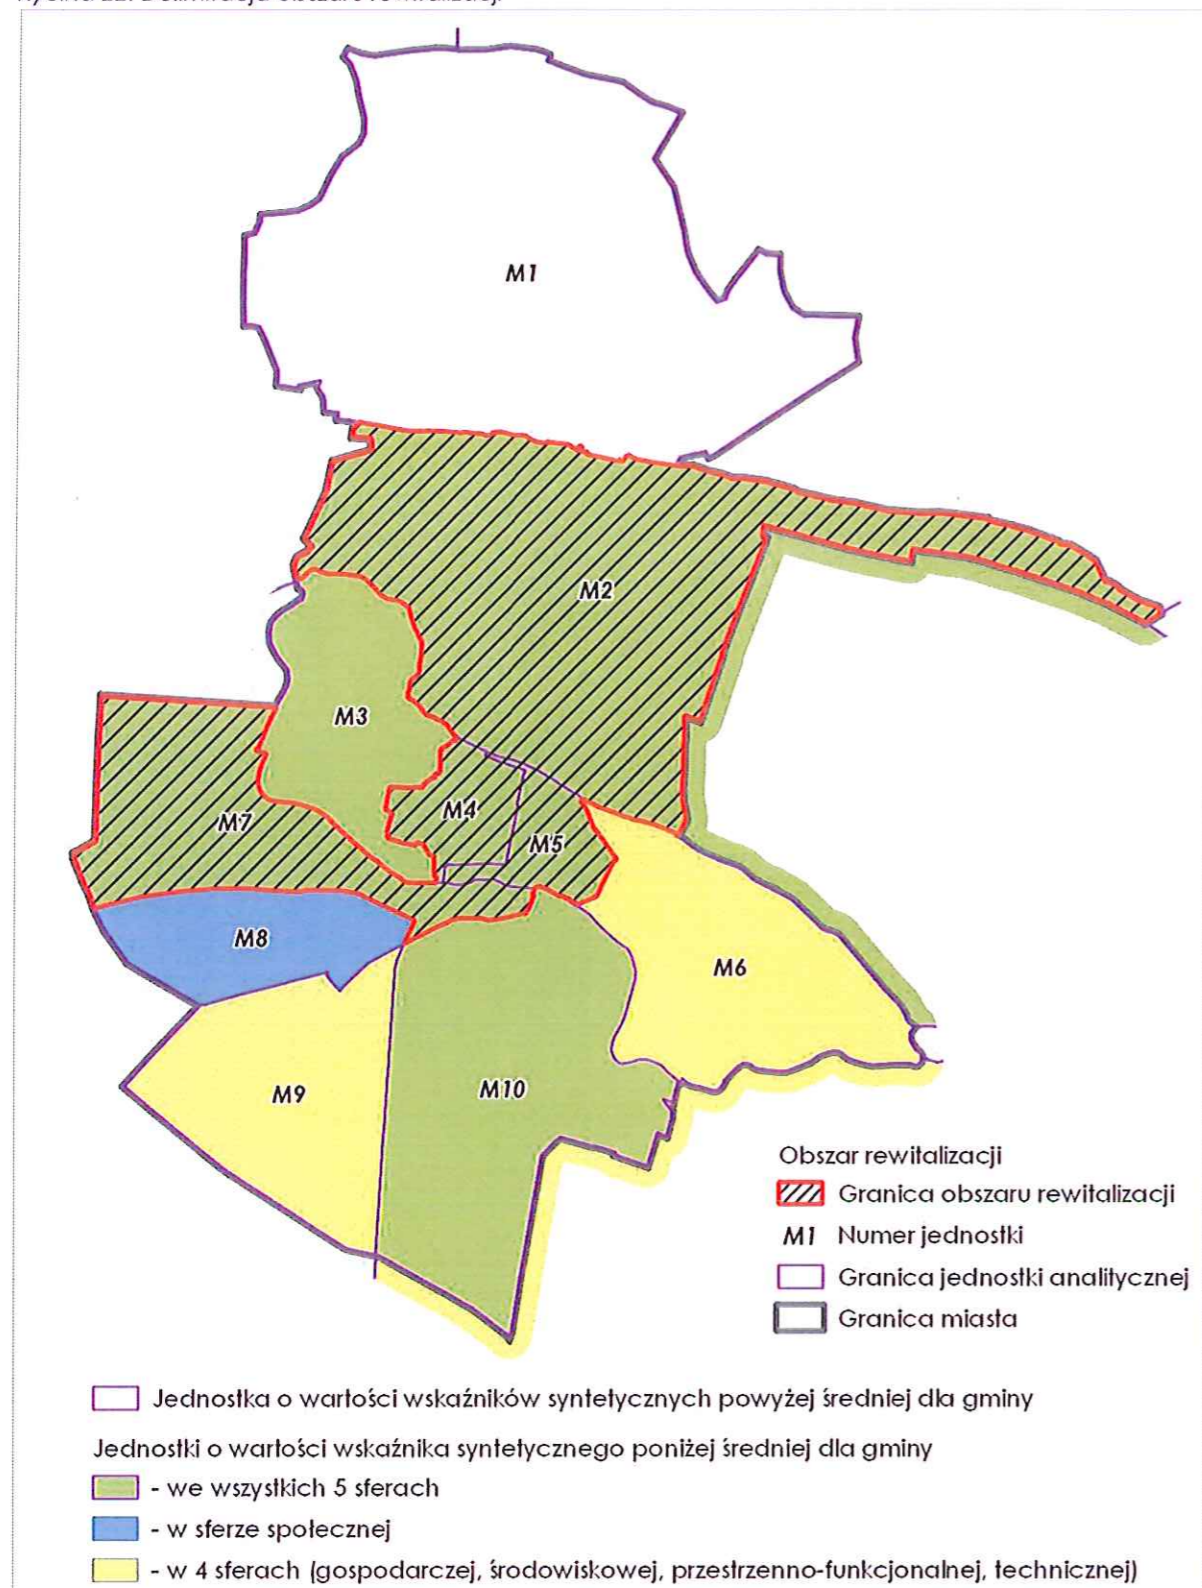 M1
M2
M3
M4
M5
M7
M8
M6
M9
M10
Obszar rewitalizacji
Granica obszaru rewitalizacji
M1 Numer jednostki
Granica jednostki analitycznej
Granica miasta
Jednostka o wartości wskaźników syntetycznych powyżej średniej dla gminy
Jednostki o wartości wskaźnika syntetycznego poniżej średniej dla gminy
- we wszystkich 5 sferach
- w sferze społecznej
- w 4 sferach (gospodarczej, środowiskowej, przestrzenno-funkcjonalnej, technicznej)